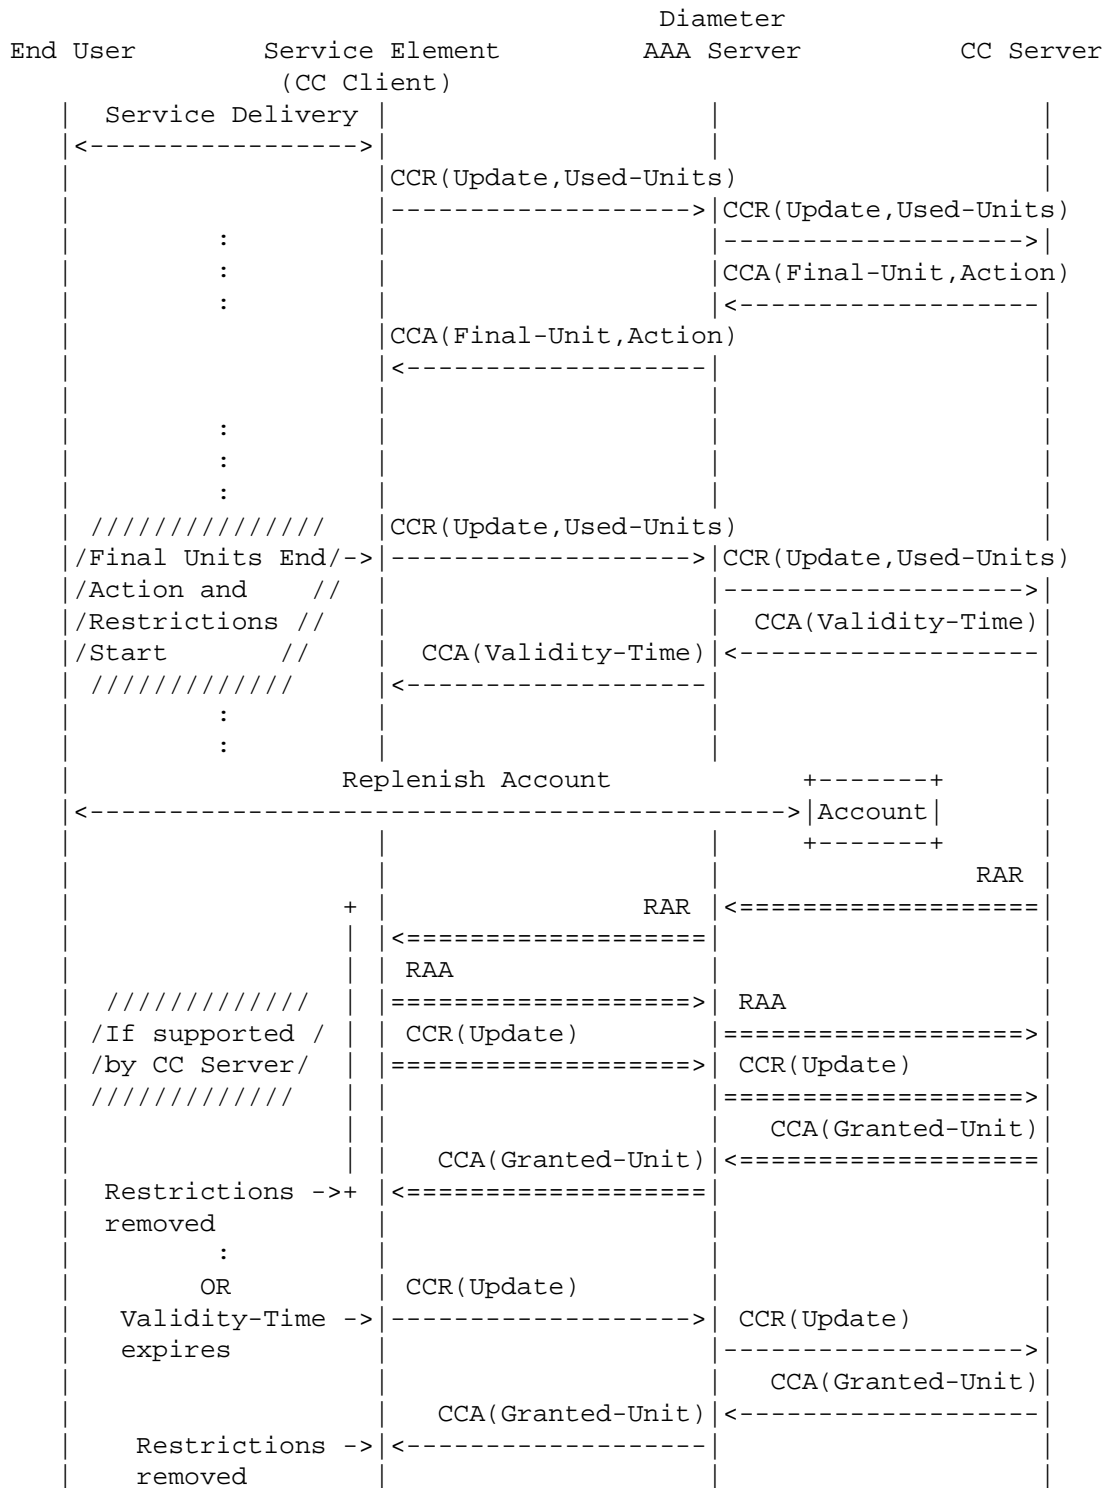 Diameter
End User Service Element AAA Server CC Server
(CC Client)
| Service Delivery | | |
|<----------------->| | |
| |CCR(Update,Used-Units) |
| |------------------->|CCR(Update,Used-Units)
| : | |------------------->|
| : | |CCA(Final-Unit,Action)
| : | |<-------------------|
| |CCA(Final-Unit,Action) |
| |<-------------------| |
| | | |
| : | | |
| : | | |
| : | | |
| /////////////// |CCR(Update,Used-Units) |
|/Final Units End/->|------------------->|CCR(Update,Used-Units)
|/Action and // | |------------------->|
|/Restrictions // | | CCA(Validity-Time)|
|/Start // | CCA(Validity-Time)|<-------------------|
| ///////////// |<-------------------| |
| : | | |
| : | | |
| Replenish Account +-------+ |
|<-------------------------------------------->|Account| |
| | | +-------+ |
| | | RAR |
| + | RAR |<===================|
| | |<===================| |
| | | RAA | |
| ///////////// | |===================>| RAA |
| /If supported / | | CCR(Update) |===================>|
| /by CC Server/ | |===================>| CCR(Update) |
| ///////////// | | |===================>|
| | | | CCA(Granted-Unit)|
| | | CCA(Granted-Unit)|<===================|
| Restrictions ->+ |<===================| |
| removed | | |
| : | | |
| OR | CCR(Update) | |
| Validity-Time ->|------------------->| CCR(Update) |
| expires | |------------------->|
| | | CCA(Granted-Unit)|
| | CCA(Granted-Unit)|<-------------------|
| Restrictions ->|<-------------------| |
| removed | | |